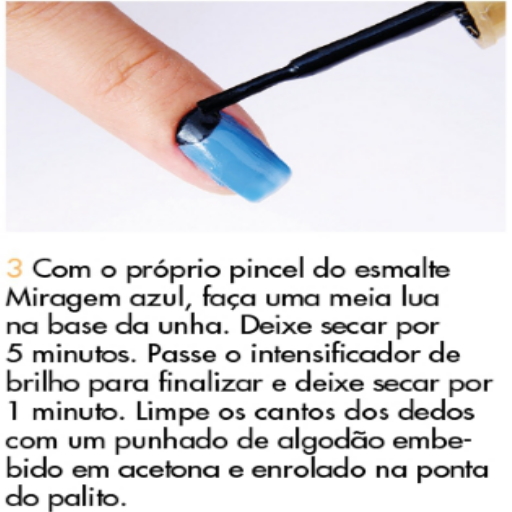 3 Com o próprio pincel do esmalte
Miragem azul, faça uma meia lua
na base da unha. Deixe secar por
5 minutos. Passe o intensificador de
brilho para finalizar e deixe secar por
1 minuto. Limpe os cantos dos dedos
com um punhado de algodão embe-
bido em acetona e enrolado na ponta
do palito.